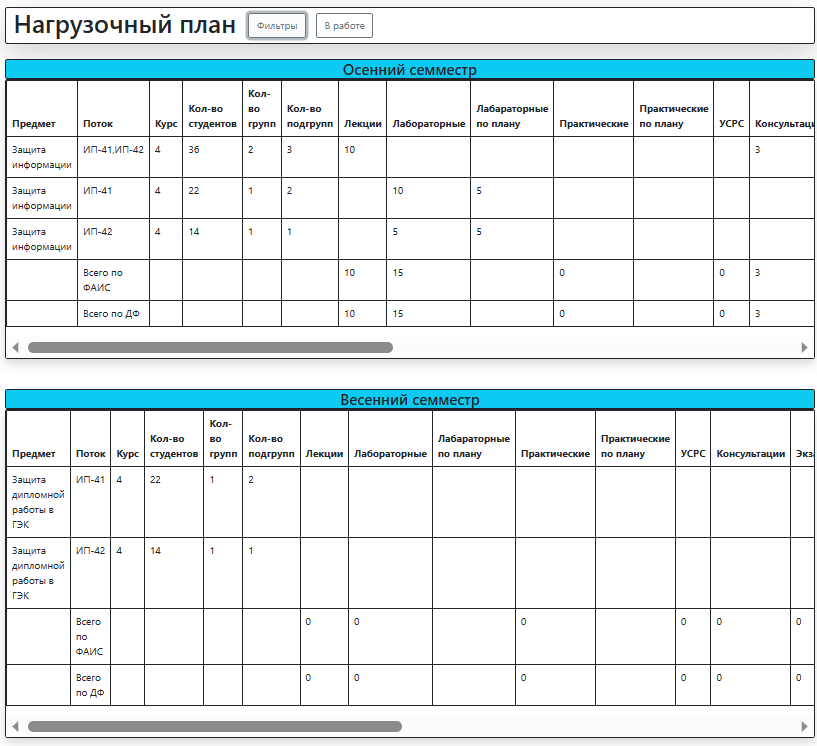 Нагрузочный план Фильтры В работе
Осенний семместр
Предмет Поток Курс Кол-во студентов Кол-во групп Кол-во подгрупп Лекции Лабораторные Лабараторные по плану Практические Практические по плану УСРС Консультаци
Защита информации ИП-41,ИП-42 4 36 2 3 10 3
Защита информации ИП-41 4 22 1 2 10 5
Защита информации ИП-42 4 14 1 1 5 5
Всего по ФАИС 10 15 0 0 3
Всего по ДФ 10 15 0 0 3
Весенний семместр
Предмет Поток Курс Кол-во студентов Кол-во групп Кол-во подгрупп Лекции Лабораторные Лабараторные по плану Практические Практические по плану УСРС Консультации Экз
Защита дипломной работы в ГЭК ИП-41 4 22 1 2
Защита дипломной работы в ГЭК ИП-42 4 14 1 1
Всего по ФАИС 0 0 0 0 0 0
Всего по ДФ 0 0 0 0 0 0